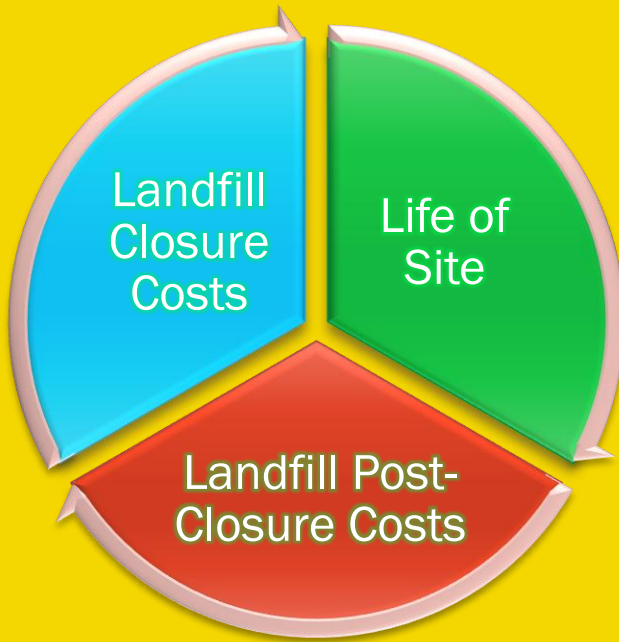 Landfill
Closure
Costs
Life of
Site
Landfill Post-
Closure Costs